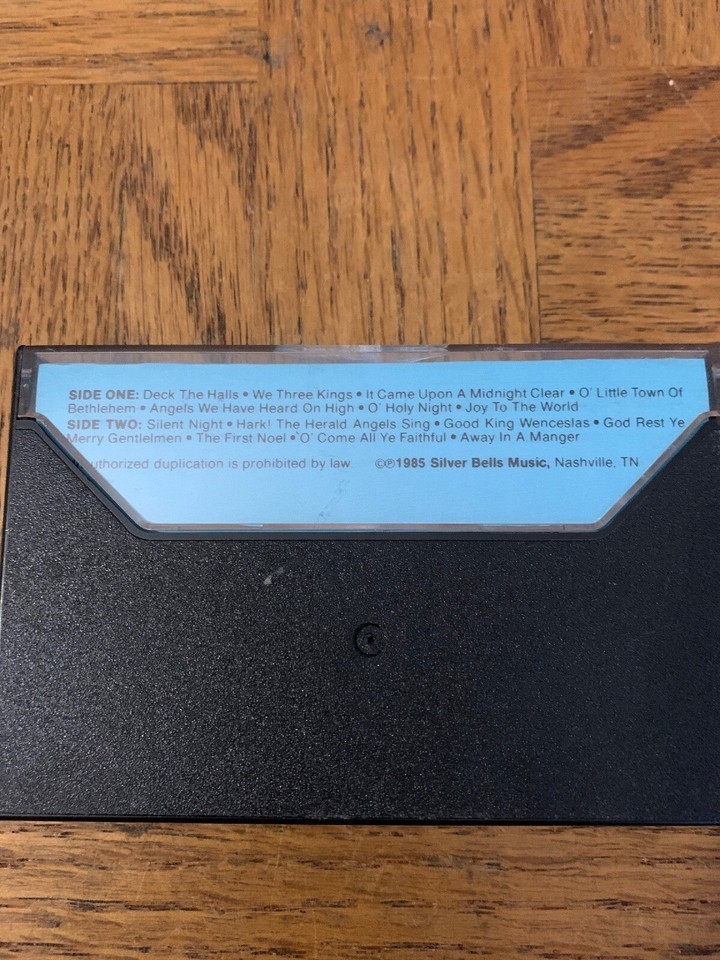 SIDE ONE: Deck The Halls • We Three Kings • It Came Upon A Midnight Clear • O' Little Town Of
Bethlehem • Angels We Have Heard On High • O' Holy Night • Joy To The World
SIDE TWO: Silent Night • Hark! The Herald Angels Sing • Good King Wenceslas • God Rest Ye
Merry Gentlelmen • The First Noel • O' Come All Ye Faithful • Away In A Manger
authorized duplication is prohibited by law ©℗1985 Silver Bells Music, Nashville, TN